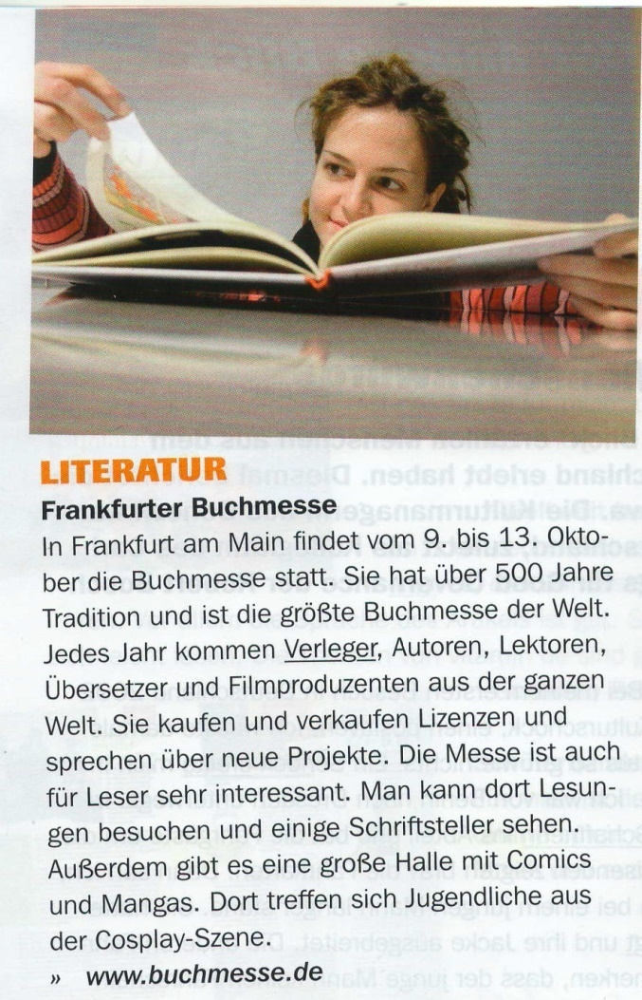 LITERATUR
Frankfurter Buchmesse
In Frankfurt am Main findet vom 9. bis 13. Okto-
ber die Buchmesse statt. Sie hat über 500 Jahre
Tradition und ist die größte Buchmesse der Welt.
Jedes Jahr kommen Verleger, Autoren, Lektoren,
Übersetzer und Filmproduzenten aus der ganzen
Welt. Sie kaufen und verkaufen Lizenzen und
sprechen über neue Projekte. Die Messe ist auch
für Leser sehr interessant. Man kann dort Lesun-
gen besuchen und einige Schriftsteller sehen.
Außerdem gibt es eine große Halle mit Comics
und Mangas. Dort treffen sich Jugendliche aus
der Cosplay-Szene.
» www.buchmesse.de